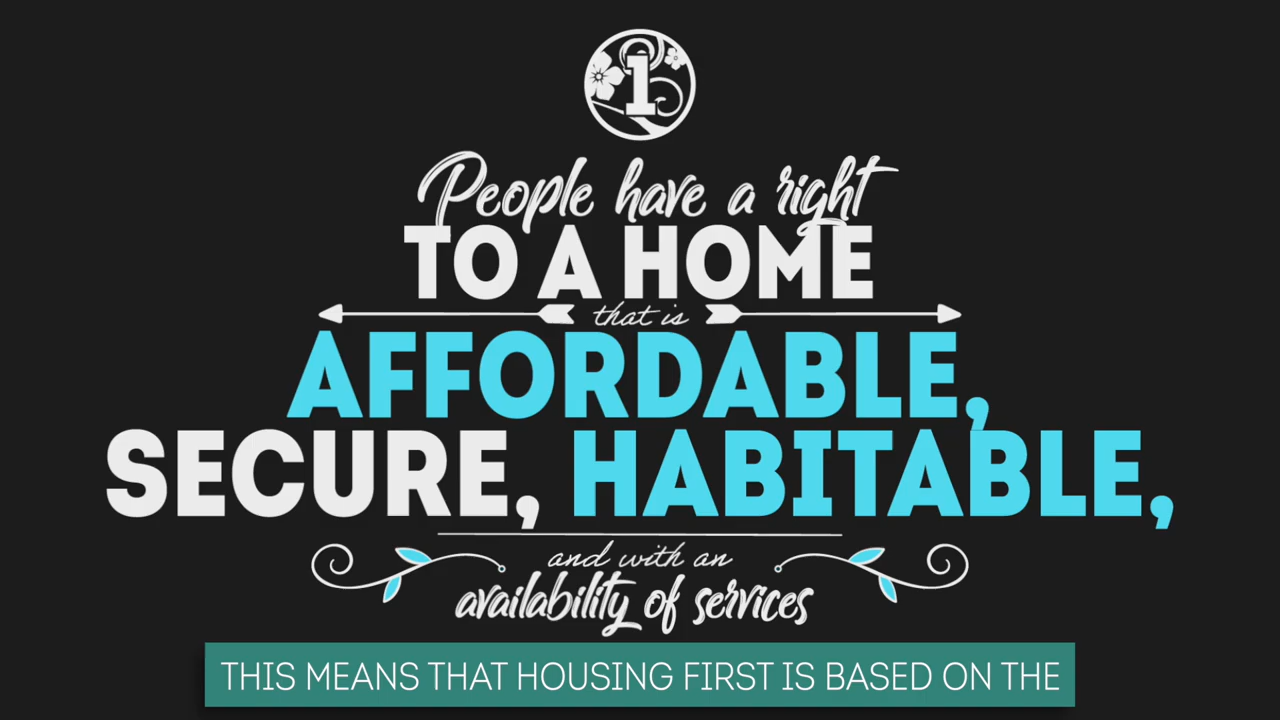 1
People have a right
TO A HOME
that is
AFFORDABLE,
SECURE, HABITABLE,
and with an
availability of services
THIS MEANS THAT HOUSING FIRST IS BASED ON THE